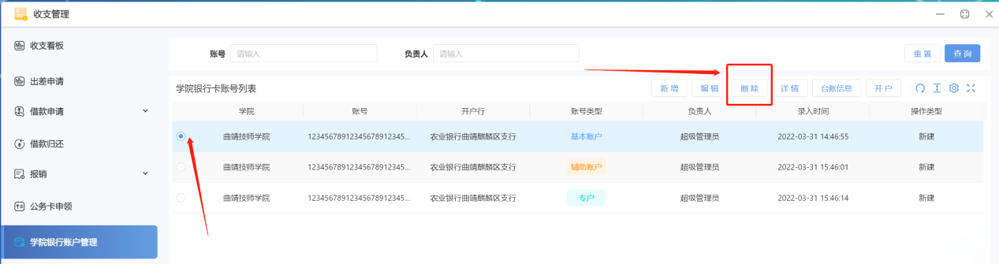 收支管理
收支看板
出差申请
借款申请
借款归还
报销
公务卡申领
学院银行账户管理
账号 请输入 负责人 请输入 重置 查询
学院银行卡账号列表 新增 编辑 删除 详情 台账信息 开户
学院 账号 开户行 账号类型 负责人 录入时间 操作类型
曲靖技师学院 12345678912345678912345... 农业银行曲靖麒麟区支行 基本账户 超级管理员 2022-03-31 14:46:55 新建
曲靖技师学院 12345678912345678912345... 农业银行曲靖麒麟区支行 辅助账户 超级管理员 2022-03-31 15:46:01 新建
曲靖技师学院 12345678912345678912345... 农业银行曲靖麒麟区支行 专户 超级管理员 2022-03-31 15:46:14 新建